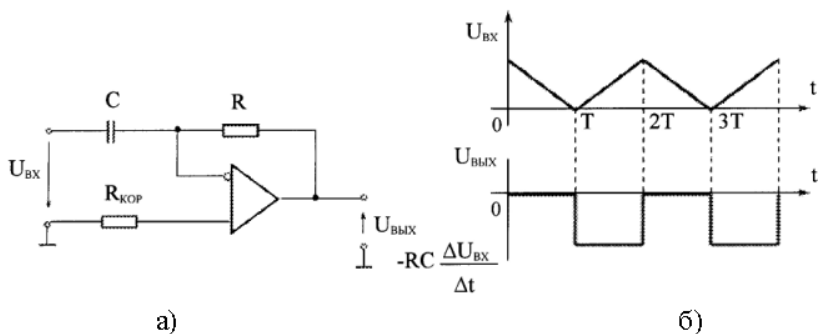 C
R
U_ВХ
R_КОР
U_ВЫХ
а)
U_ВХ
t
0
T
2T
3T
U_ВЫХ
t
0
-RC ΔU_ВХ
Δt
б)